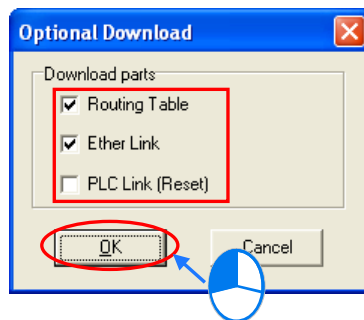 Optional Download
Download parts
Routing Table
Ether Link
PLC Link (Reset)
OK
Cancel